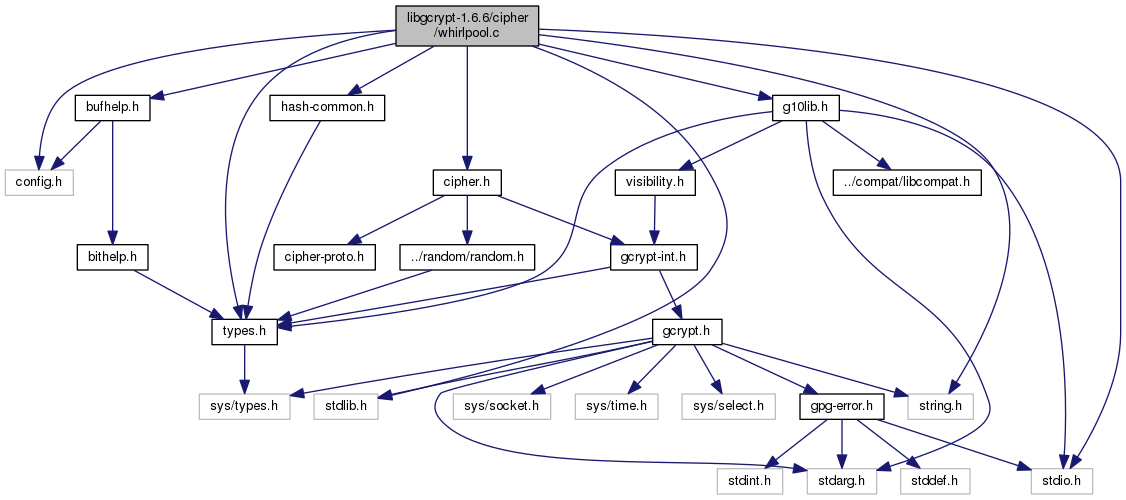 libgcrypt-1.6.6/cipher
/whirlpool.c
bufhelp.h
hash-common.h
g10lib.h
config.h
cipher.h
visibility.h
../compat/libcompat.h
bithelp.h
cipher-proto.h
../random/random.h
gcrypt-int.h
types.h
gcrypt.h
sys/types.h
stdlib.h
sys/socket.h
sys/time.h
sys/select.h
gpg-error.h
string.h
stdint.h
stdarg.h
stddef.h
stdio.h